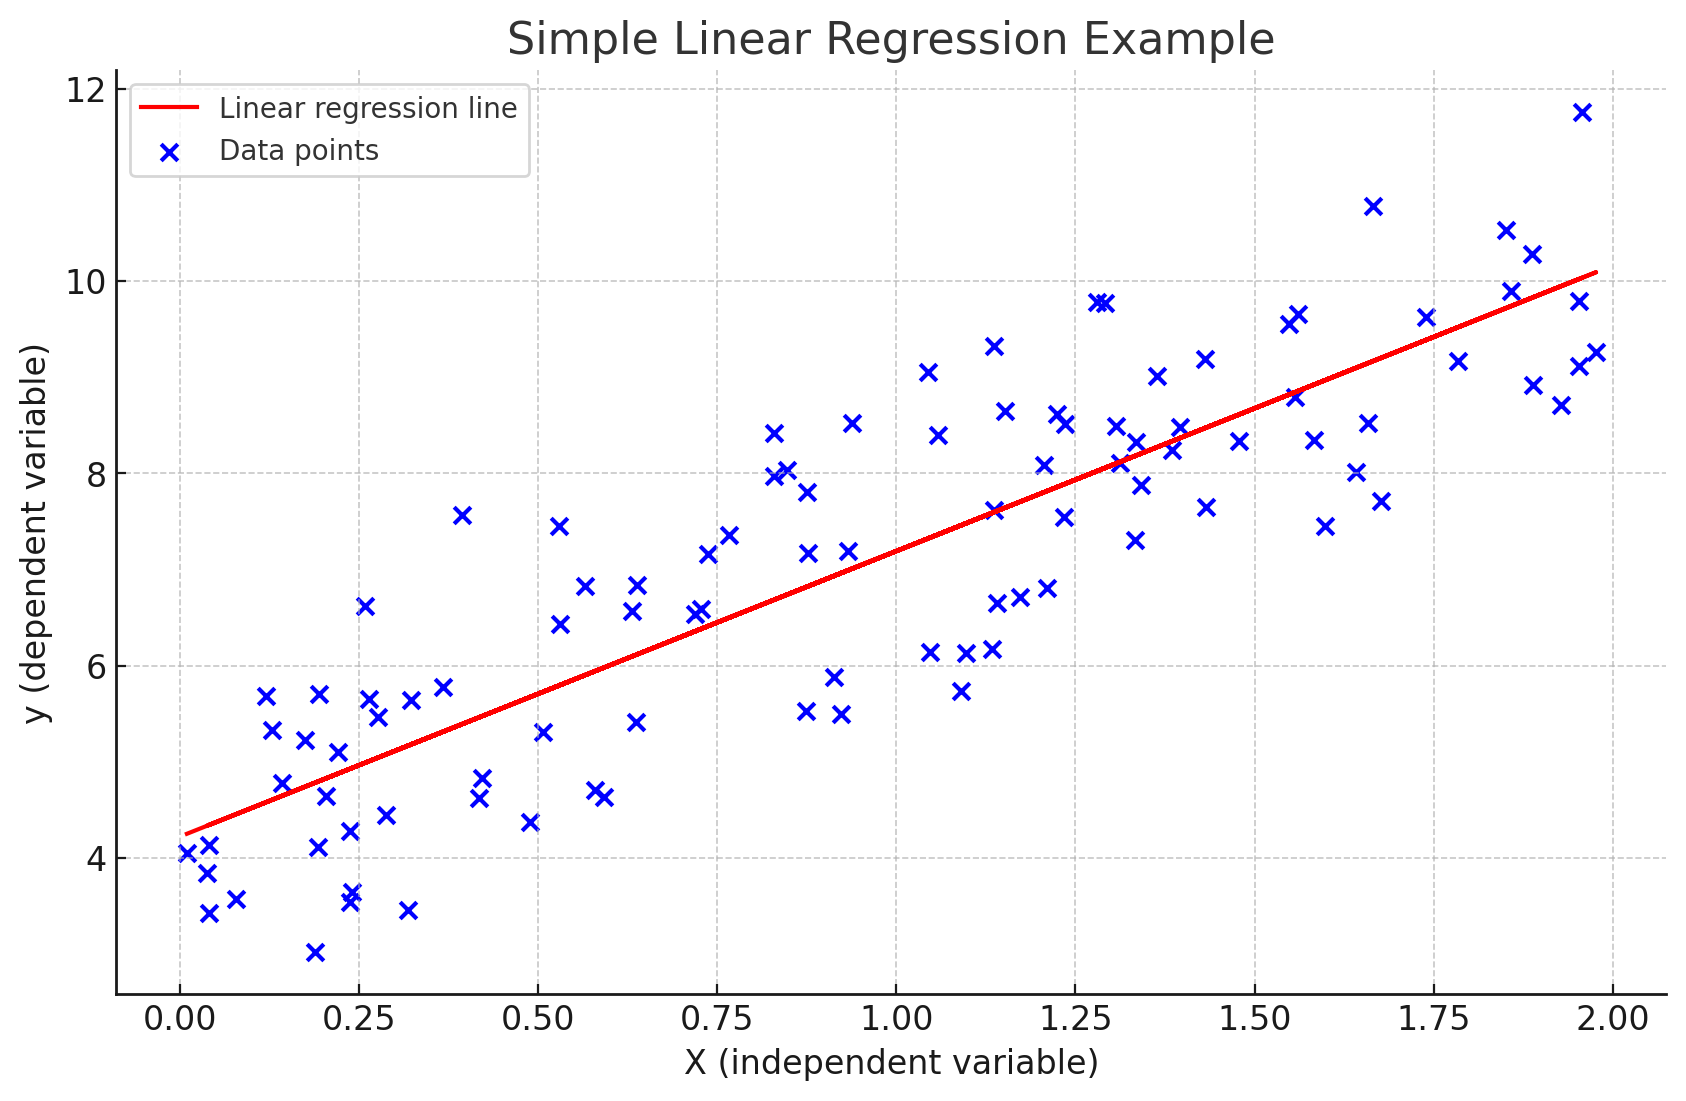 Simple Linear Regression Example
Linear regression line
Data points
12
10
8
6
4
y (dependent variable)
0.00 0.25 0.50 0.75 1.00 1.25 1.50 1.75 2.00
X (independent variable)